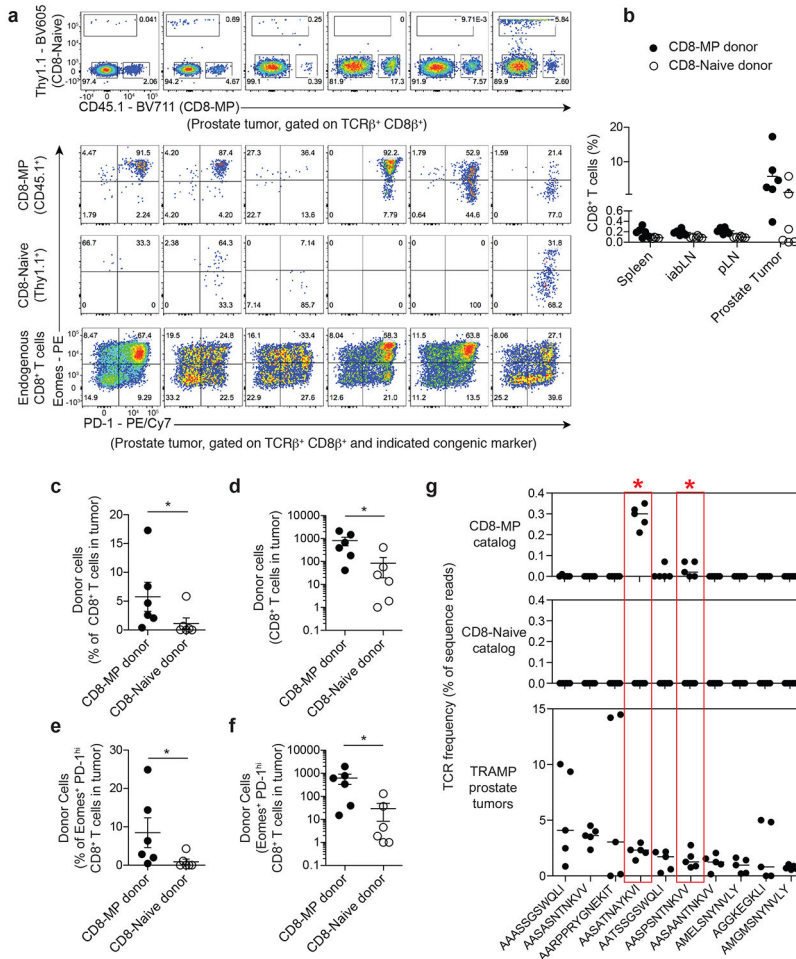 a
Thy1.1 - BV605
(CD8-Naive)
0.041
0.69
0.25
0
9.71E-3
5.84
97.4
2.06
94.2
4.67
99.1
0.39
81.9
17.3
91.9
7.57
89.9
2.60
CD45.1 - BV711 (CD8-MP)
(Prostate tumor, gated on TCRβ⁺ CD8β⁺)
CD8-MP
(CD45.1⁺)
4.47 91.5
1.79 2.24
4.20 87.4
4.20 4.20
27.3 36.4
22.7 13.6
0 92.2
0 7.79
1.79 52.9
0.64 44.6
1.59 21.4
0 77.0
CD8-Naive
(Thy1.1⁺)
66.7 33.3
0 0
2.38 64.3
0 33.3
0 7.14
7.14 85.7
0 0
0 0
0 0
0 100
0 31.8
0 68.2
Endogenous
CD8⁺ T cells
Eomes - PE
8.47 67.4
14.9 9.29
19.5 24.8
33.2 22.5
16.1 33.4
22.9 27.6
8.04 58.3
12.6 21.0
11.5 63.8
11.2 13.5
8.06 27.1
25.2 39.6
PD-1 - PE/Cy7
(Prostate tumor, gated on TCRβ⁺ CD8β⁺ and indicated congenic marker)
b
CD8-MP donor
CD8-Naive donor
CD8⁺ T cells (%)
20
10
0.6
0.4
0.2
0.0
Spleen
iabLN
pLN
Prostate Tumor
c
*
Donor cells
(% of CD8⁺ T cells in tumor)
20
15
10
5
0
CD8-MP donor
CD8-Naive donor
d
*
Donor cells
(CD8⁺ T cells in tumor)
10000
1000
100
10
1
0.1
CD8-MP donor
CD8-Naive donor
e
*
Donor Cells
(% of Eomes⁺ PD-1ʰⁱ
CD8⁺ T cells in tumor)
30
20
10
0
CD8-MP donor
CD8-Naive donor
f
*
Donor Cells
(Eomes⁺ PD-1ʰⁱ
CD8⁺ T cells in tumor)
10000
1000
100
10
1
0.1
CD8-MP donor
CD8-Naive donor
g
* *
TCR frequency (% of sequence reads)
CD8-MP
catalog
0.4
0.3
0.2
0.1
0.0
CD8-Naive
catalog
0.4
0.3
0.2
0.1
0.0
TRAMP
prostate
tumors
15
10
5
0
AAASSGSWQLI
AASASNTNKVV
AARPPRYGNEKIT
AASATNAYKVI
AATSSGSWQLI
AASPSNTNKVV
AASAANTNKVV
AMELSNYNVLY
AGGKEGKLI
AMGMSNYNVLY